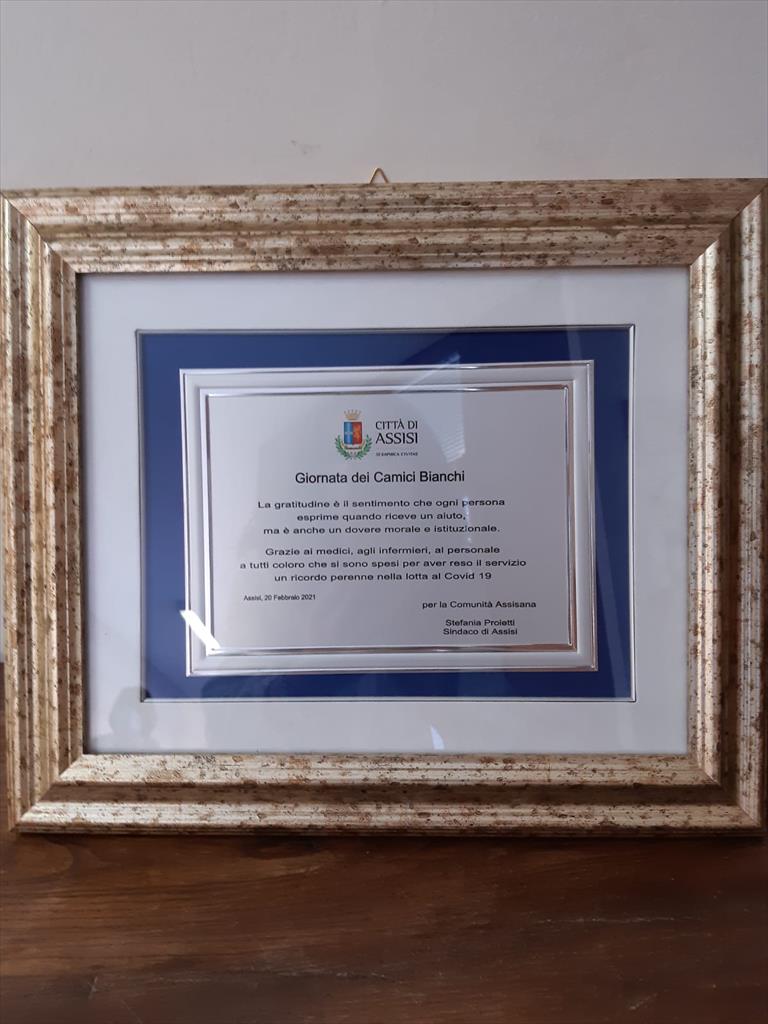 CITTÀ DI
ASSISI
SERAPHICA CIVITAS
Giornata dei Camici Bianchi
La gratitudine è il sentimento che ogni persona
esprime quando riceve un aiuto,
ma è anche un dovere morale e istituzionale.
Grazie ai medici, agli infermieri, al personale
a tutti coloro che si sono spesi per aver reso il servizio
un ricordo perenne nella lotta al Covid 19
Assisi, 20 Febbraio 2021
per la Comunità Assisana
Stefania Proietti
Sindaco di Assisi